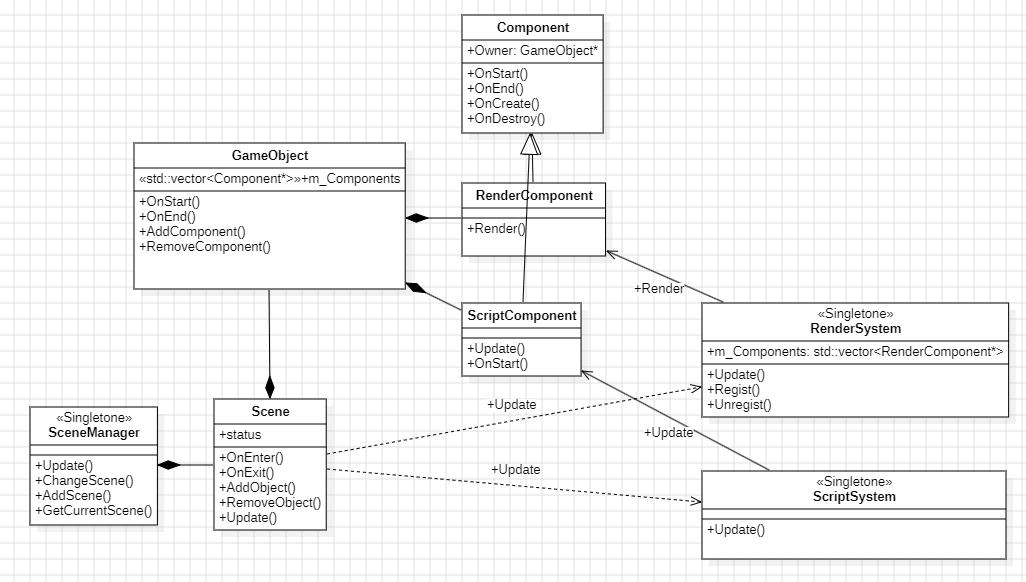 Component
+Owner: GameObject*
+OnStart()
+OnEnd()
+OnCreate()
+OnDestroy()
GameObject
«std::vector<Component*>»+m_Components
+OnStart()
+OnEnd()
+AddComponent()
+RemoveComponent()
RenderComponent
+Render()
+Render
ScriptComponent
+Update()
+OnStart()
«Singletone»
RenderSystem
+m_Components: std::vector<RenderComponent*>
+Update()
+Regist()
+Unregist()
«Singletone»
SceneManager
+Update()
+ChangeScene()
+AddScene()
+GetCurrentScene()
Scene
+status
+OnEnter()
+OnExit()
+AddObject()
+RemoveObject()
+Update()
+Update
+Update
+Update
«Singletone»
ScriptSystem
+Update()